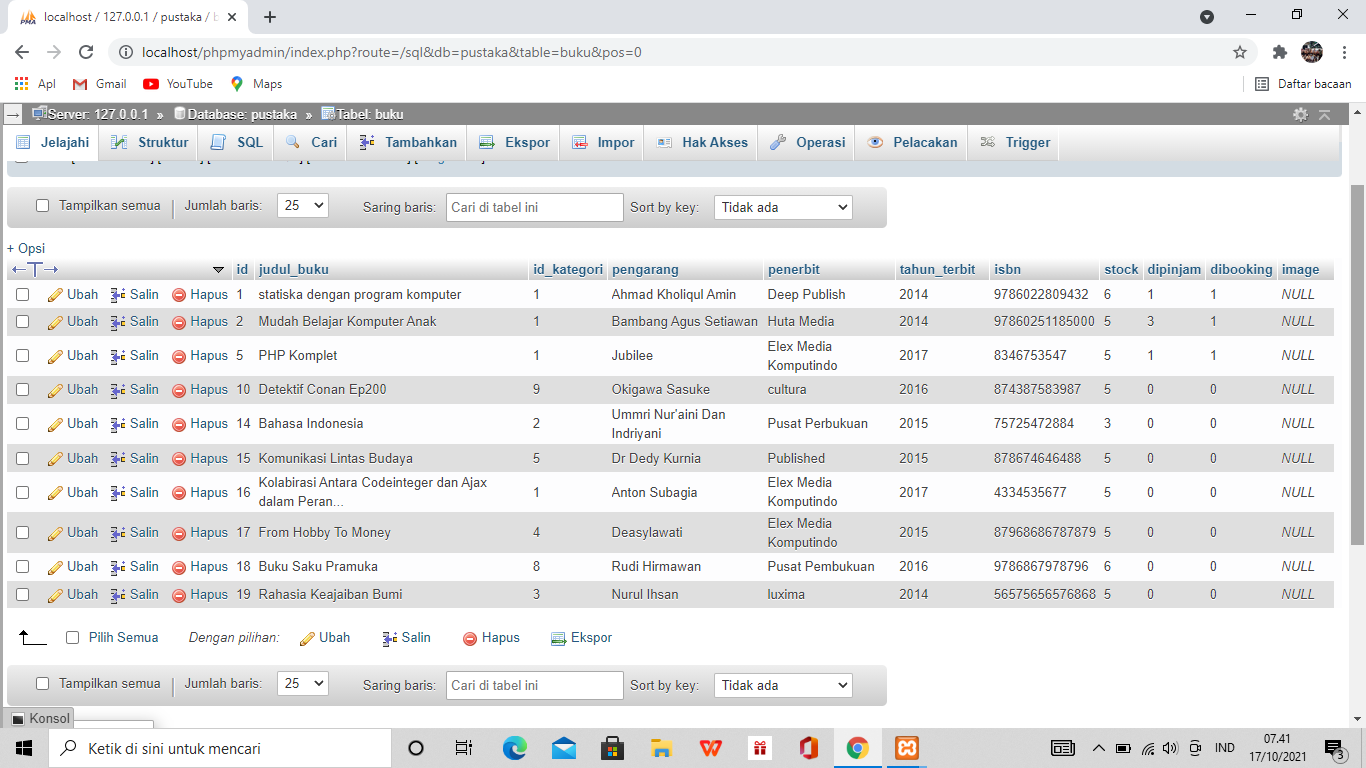 localhost / 127.0.0.1 / pustaka / b
localhost/phpmyadmin/index.php?route=/sql&db=pustaka&table=buku&pos=0
Apl Gmail YouTube Maps Daftar bacaan
Server: 127.0.0.1 » Database: pustaka » Tabel: buku
Jelajahi Struktur SQL Cari Tambahkan Ekspor Impor Hak Akses Operasi Pelacakan Trigger
Tampilkan semua | Jumlah baris: 25 Saring baris: Cari di tabel ini Sort by key: Tidak ada
+ Opsi
←T→ id judul_buku id_kategori pengarang penerbit tahun_terbit isbn stock dipinjam dibooking image
Ubah Salin Hapus 1 statiska dengan program komputer 1 Ahmad Kholiqul Amin Deep Publish 2014 9786022809432 6 1 1 NULL
Ubah Salin Hapus 2 Mudah Belajar Komputer Anak 1 Bambang Agus Setiawan Huta Media 2014 97860251185000 5 3 1 NULL
Ubah Salin Hapus 5 PHP Komplet 1 Jubilee Elex Media Komputindo 2017 8346753547 5 1 1 NULL
Ubah Salin Hapus 10 Detektif Conan Ep200 9 Okigawa Sasuke cultura 2016 874387583987 5 0 0 NULL
Ubah Salin Hapus 14 Bahasa Indonesia 2 Ummri Nur'aini Dan Indriyani Pusat Perbukuan 2015 75725472884 3 0 0 NULL
Ubah Salin Hapus 15 Komunikasi Lintas Budaya 5 Dr Dedy Kurnia Published 2015 878674646488 5 0 0 NULL
Ubah Salin Hapus 16 Kolabirasi Antara Codeinteger dan Ajax dalam Peran... 1 Anton Subagia Elex Media Komputindo 2017 4334535677 5 0 0 NULL
Ubah Salin Hapus 17 From Hobby To Money 4 Deasylawati Elex Media Komputindo 2015 87968686787879 5 0 0 NULL
Ubah Salin Hapus 18 Buku Saku Pramuka 8 Rudi Hirmawan Pusat Pembukuan 2016 9786867978796 6 0 0 NULL
Ubah Salin Hapus 19 Rahasia Keajaiban Bumi 3 Nurul Ihsan luxima 2014 56575656576868 5 0 0 NULL
Pilih Semua Dengan pilihan: Ubah Salin Hapus Ekspor
Tampilkan semua | Jumlah baris: 25 Saring baris: Cari di tabel ini Sort by key: Tidak ada
Konsol
Ketik di sini untuk mencari
IND
07.41
17/10/2021
3